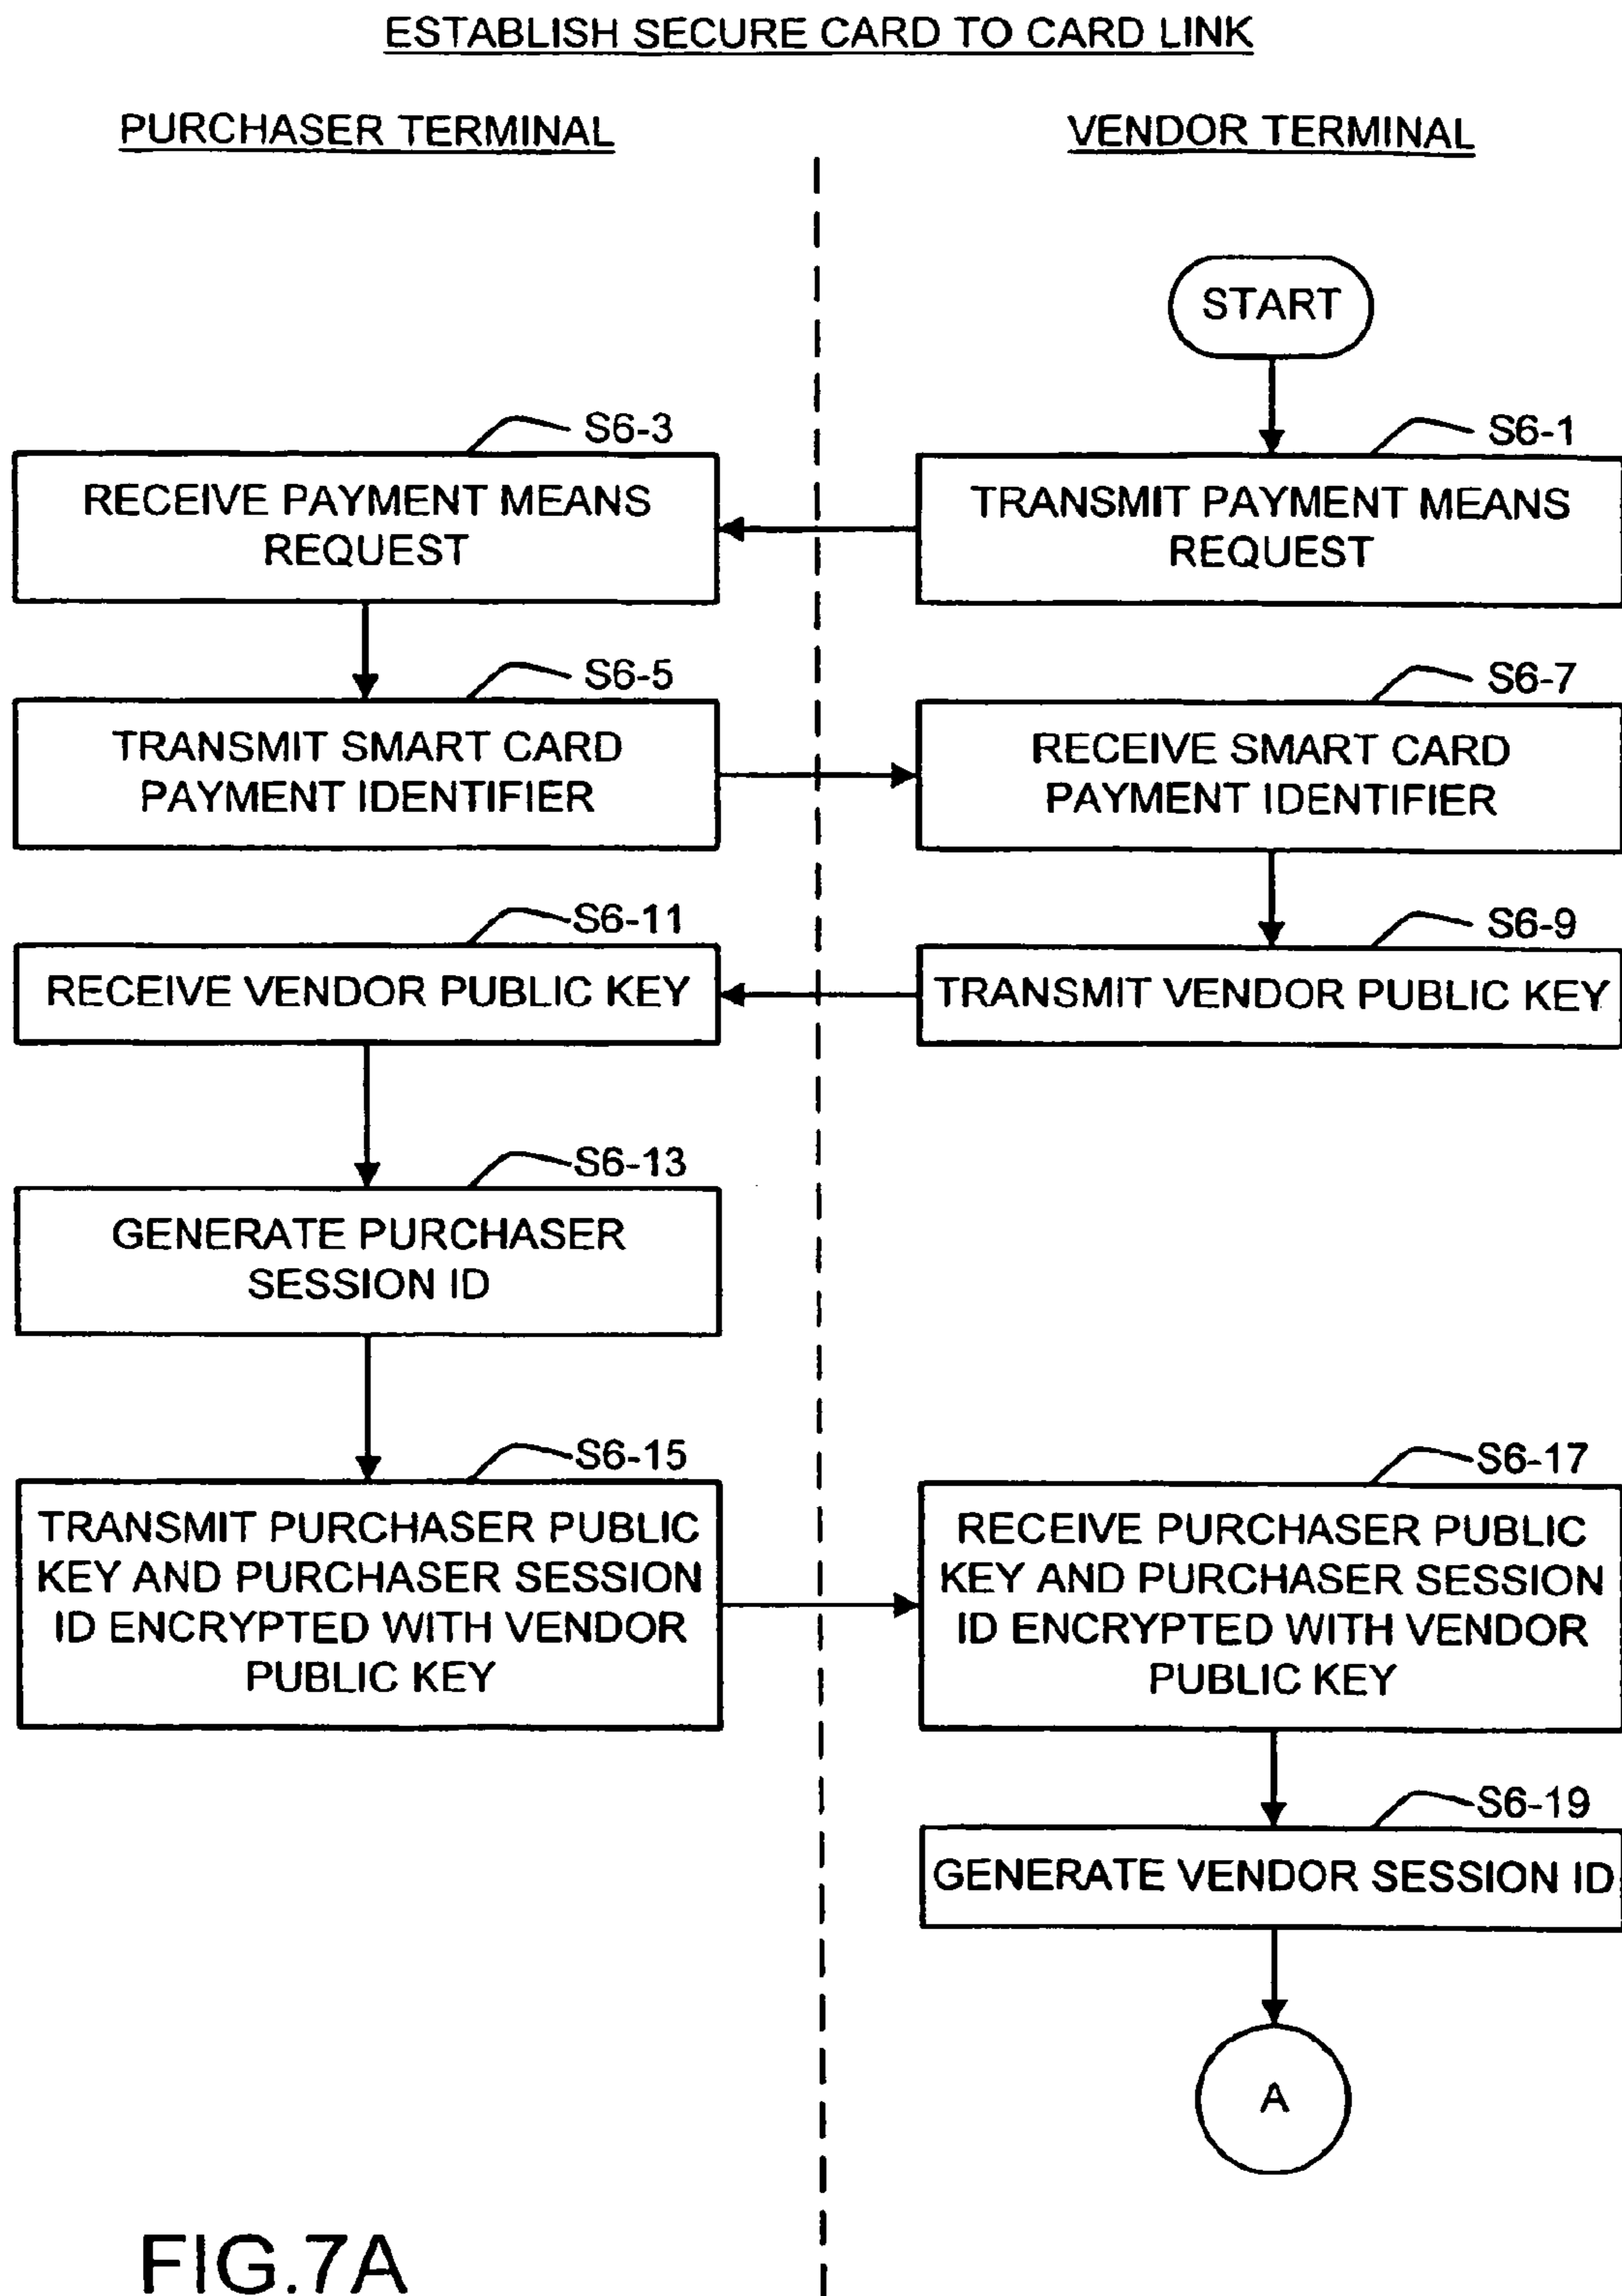 ESTABLISH SECURE CARD TO CARD LINK
PURCHASER TERMINAL
VENDOR TERMINAL
START
S6-3
S6-1
RECEIVE PAYMENT MEANS
REQUEST
TRANSMIT PAYMENT MEANS
REQUEST
S6-5
S6-7
TRANSMIT SMART CARD
PAYMENT IDENTIFIER
RECEIVE SMART CARD
PAYMENT IDENTIFIER
S6-11
S6-9
RECEIVE VENDOR PUBLIC KEY
TRANSMIT VENDOR PUBLIC KEY
S6-13
GENERATE PURCHASER
SESSION ID
S6-15
S6-17
TRANSMIT PURCHASER PUBLIC
KEY AND PURCHASER SESSION
ID ENCRYPTED WITH VENDOR
PUBLIC KEY
RECEIVE PURCHASER PUBLIC
KEY AND PURCHASER SESSION
ID ENCRYPTED WITH VENDOR
PUBLIC KEY
S6-19
GENERATE VENDOR SESSION ID
A
FIG.7A